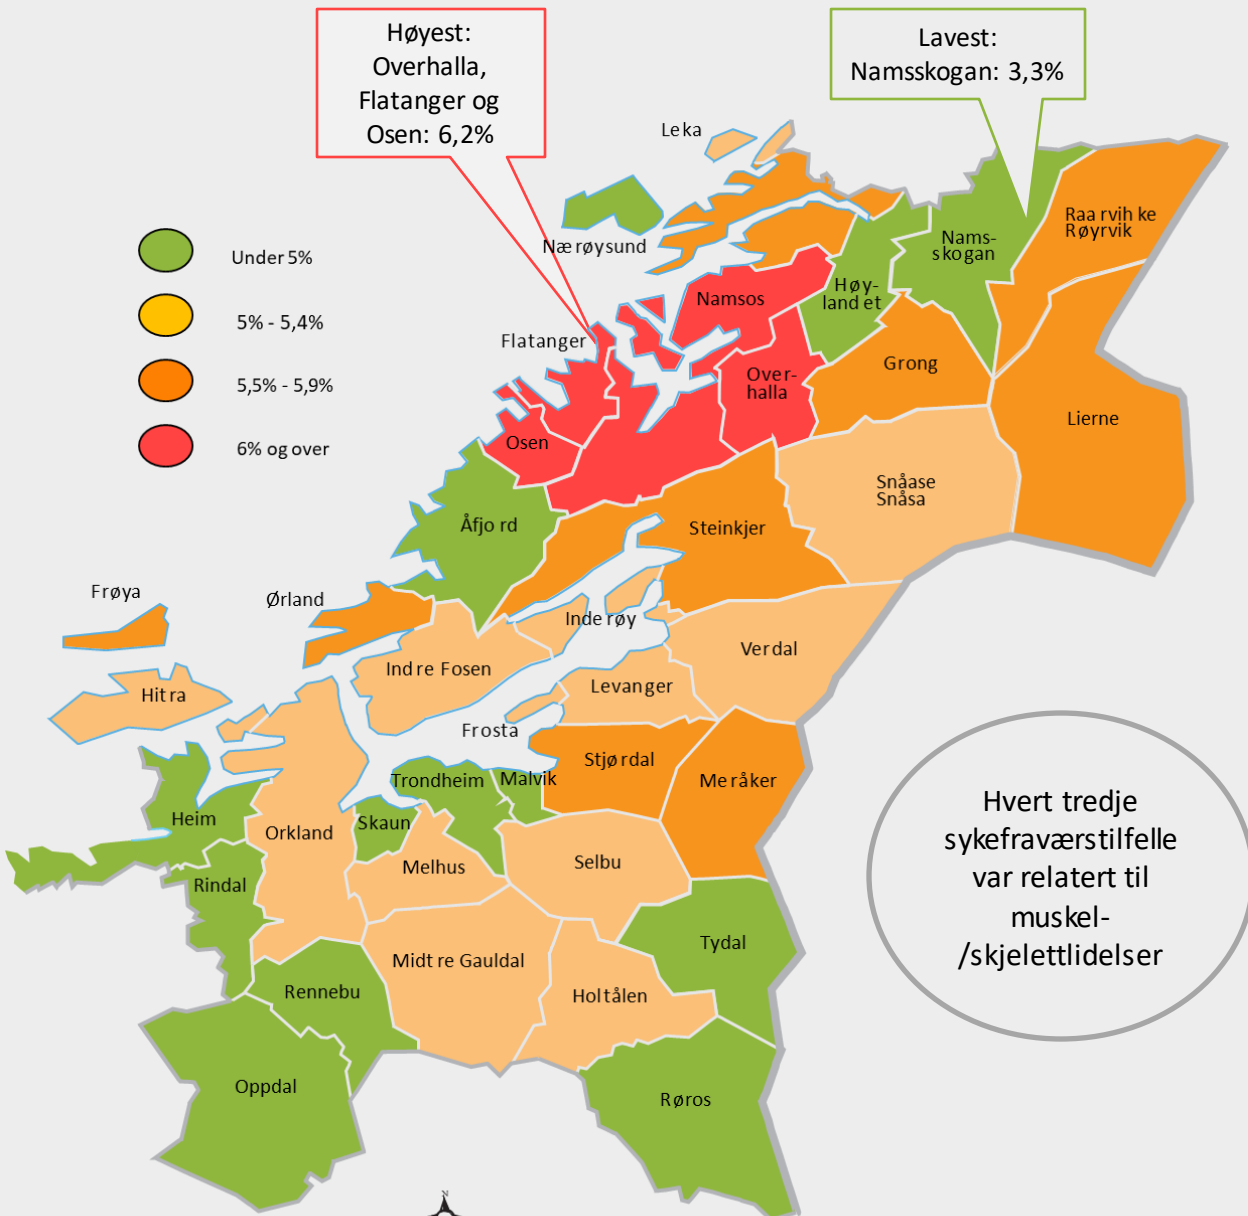 Høyest:
Overhalla,
Flatanger og
Osen: 6,2%
Lavest:
Namsskogan: 3,3%
Under 5%
5% - 5,4%
5,5% - 5,9%
6% og over
Leka
Nærøysund
Raarvihke
Røyrvik
Nams-
skogan
Høy-
landet
Namsos
Flatanger
Grong
Over-
halla
Lierne
Osen
Snåase
Snåsa
Åfjord
Steinkjer
Frøya
Ørland
Inderøy
Verdal
Indre Fosen
Hitra
Levanger
Frosta
Stjørdal
Meråker
Trondheim
Malvik
Heim
Skaun
Orkland
Melhus
Selbu
Rindal
Tydal
Midtre Gauldal
Rennebu
Holtålen
Oppdal
Røros
Hvert tredje
sykefraværstilfelle
var relatert til
muskel-
/skjelettlidelser
N